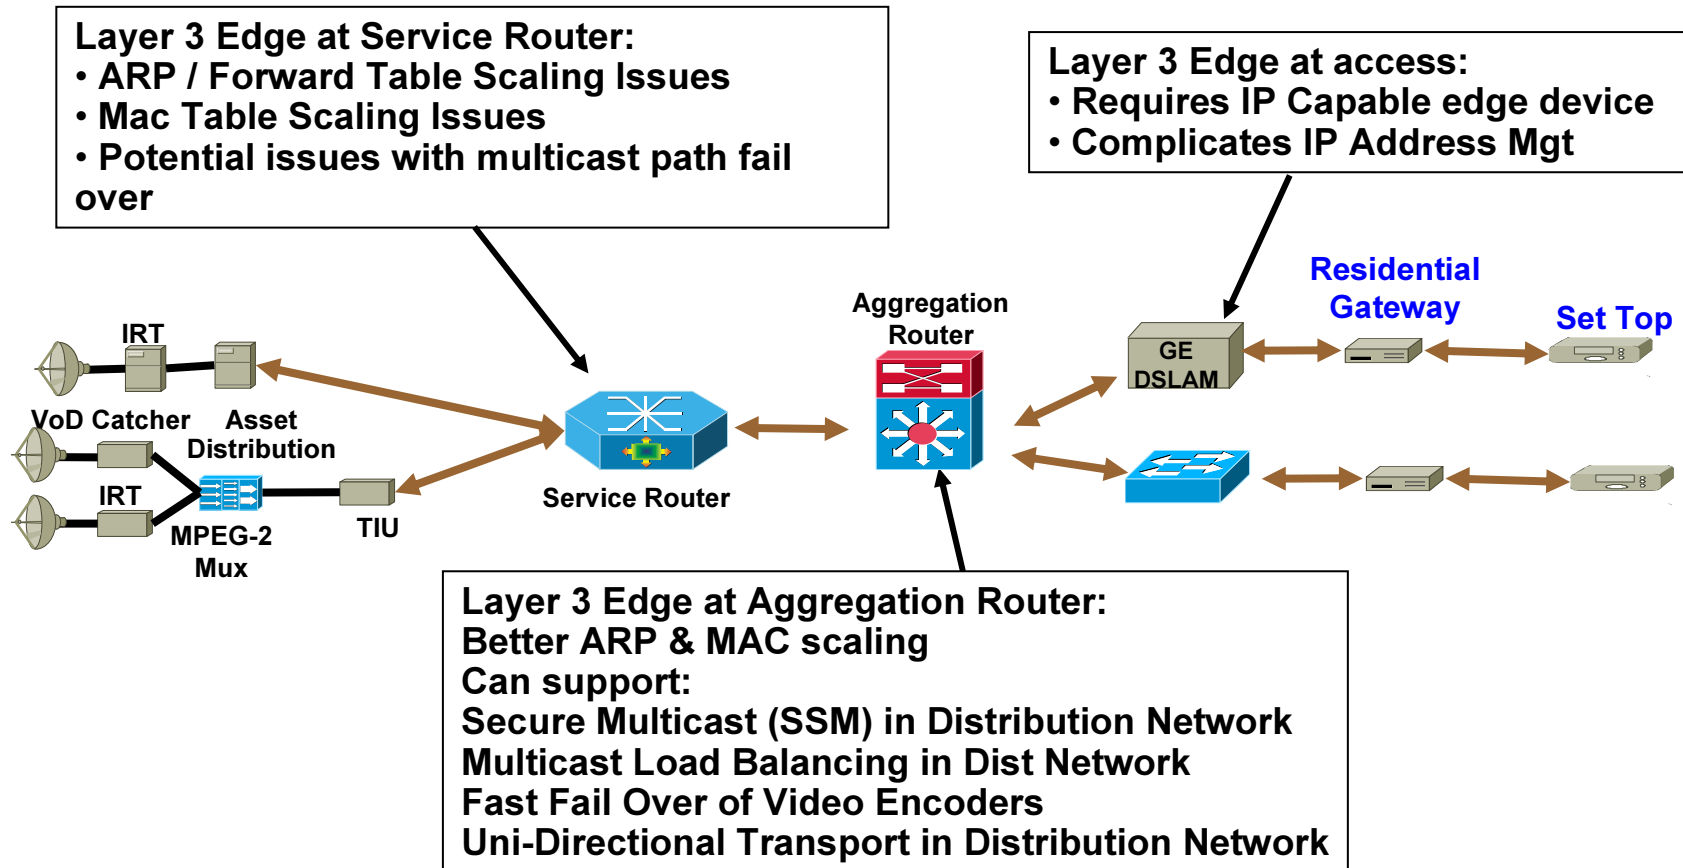 Layer 3 Edge at Service Router:
• ARP / Forward Table Scaling Issues
• Mac Table Scaling Issues
• Potential issues with multicast path fail
over
Layer 3 Edge at access:
• Requires IP Capable edge device
• Complicates IP Address Mgt
Residential
Gateway
Set Top
Aggregation
Router
GE
DSLAM
IRT
VoD Catcher
Asset
Distribution
IRT
MPEG-2
Mux
TIU
Service Router
Layer 3 Edge at Aggregation Router:
Better ARP & MAC scaling
Can support:
Secure Multicast (SSM) in Distribution Network
Multicast Load Balancing in Dist Network
Fast Fail Over of Video Encoders
Uni-Directional Transport in Distribution Network